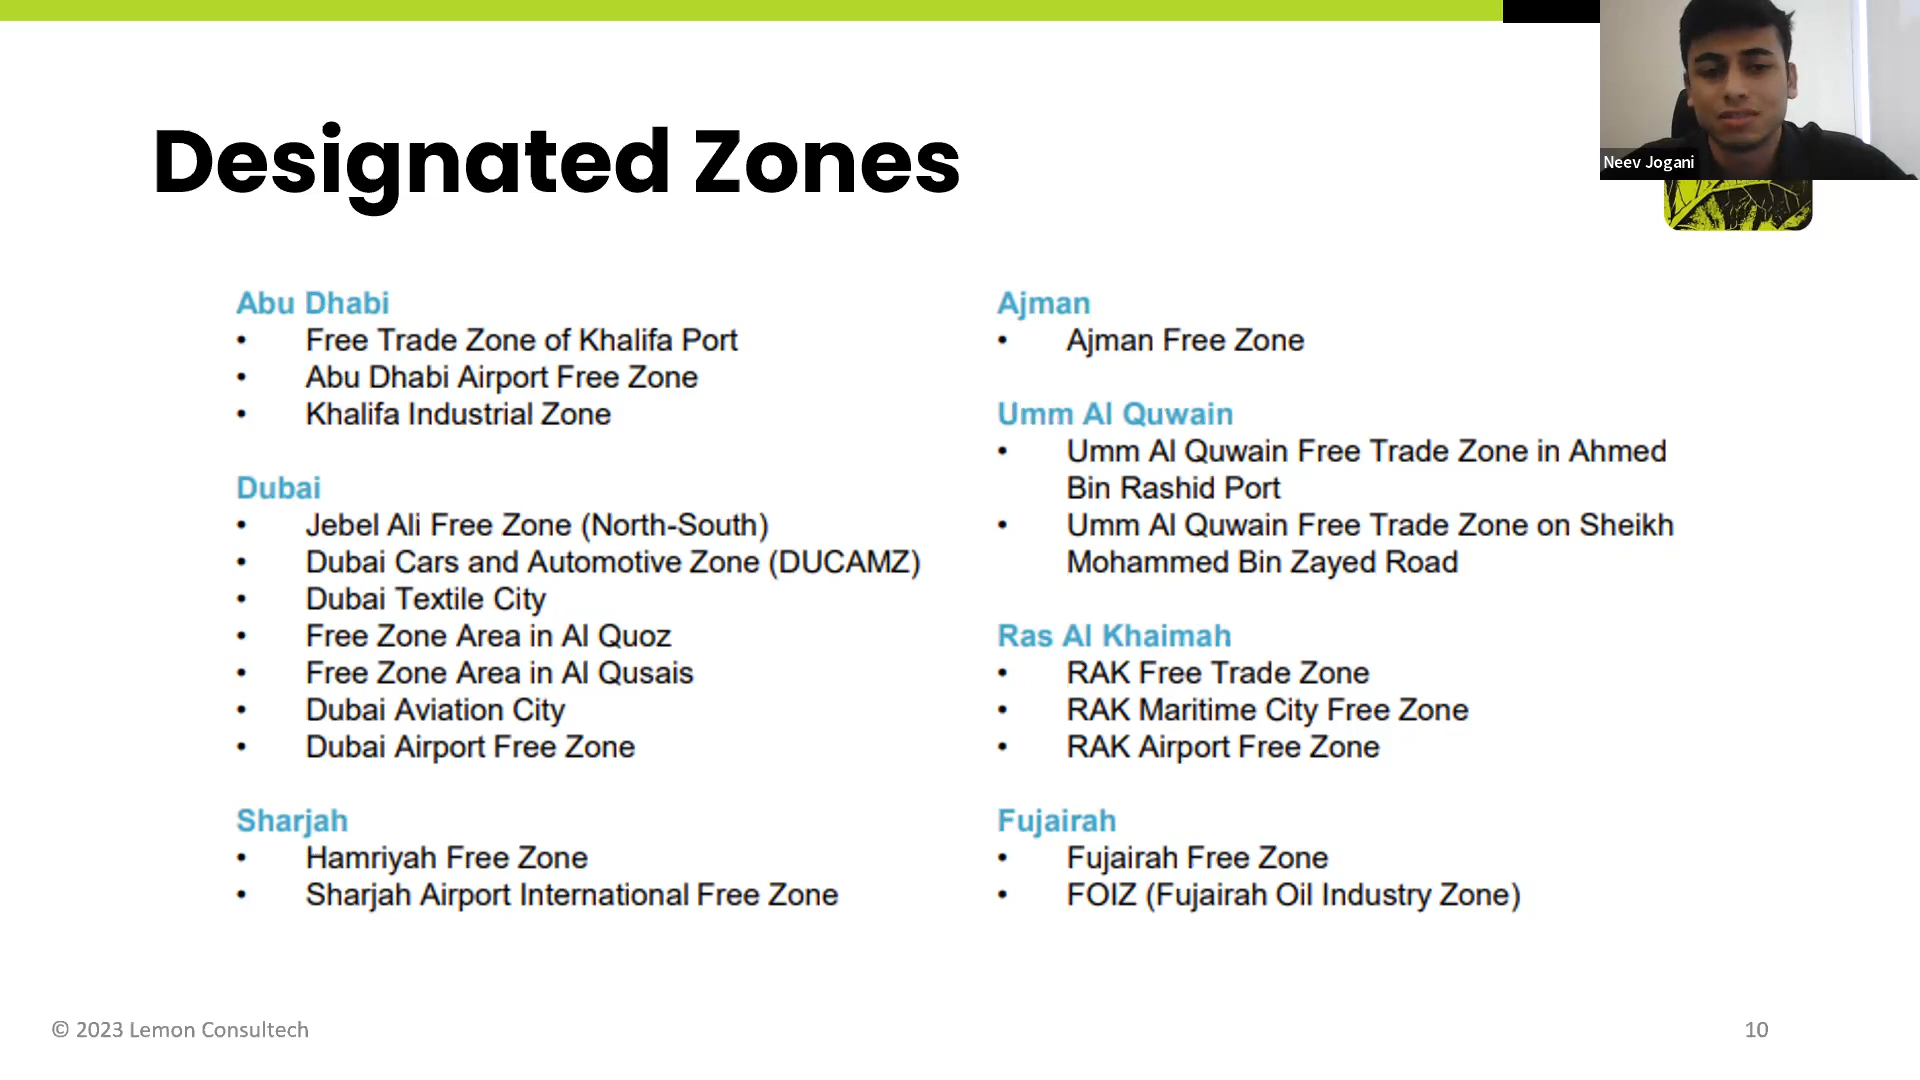 Designated Zones
Neev Jogani
Abu Dhabi
• Free Trade Zone of Khalifa Port
• Abu Dhabi Airport Free Zone
• Khalifa Industrial Zone
Dubai
• Jebel Ali Free Zone (North-South)
• Dubai Cars and Automotive Zone (DUCAMZ)
• Dubai Textile City
• Free Zone Area in Al Quoz
• Free Zone Area in Al Qusais
• Dubai Aviation City
• Dubai Airport Free Zone
Sharjah
• Hamriyah Free Zone
• Sharjah Airport International Free Zone
Ajman
• Ajman Free Zone
Umm Al Quwain
• Umm Al Quwain Free Trade Zone in Ahmed
Bin Rashid Port
• Umm Al Quwain Free Trade Zone on Sheikh
Mohammed Bin Zayed Road
Ras Al Khaimah
• RAK Free Trade Zone
• RAK Maritime City Free Zone
• RAK Airport Free Zone
Fujairah
• Fujairah Free Zone
• FOIZ (Fujairah Oil Industry Zone)
© 2023 Lemon Consultech
10